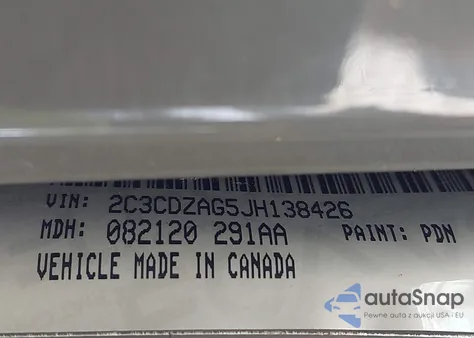 VIN: 2C3CDZAG5JH138426
MDH: 082120 291AA PAINT: PDN
VEHICLE MADE IN CANADA
autoSnap
Pewne auta z aukcji USA i EU